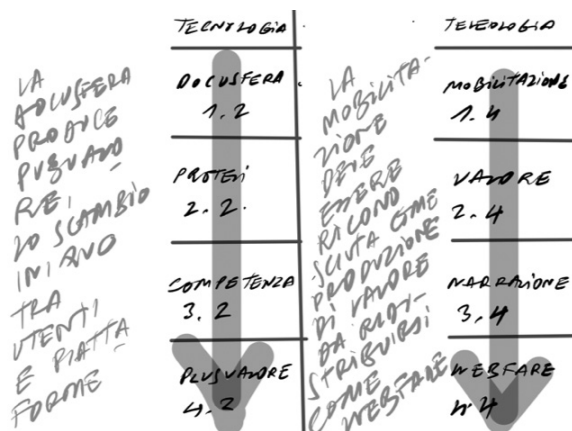 LA
DOCUSFERA
PRODUCE
PLUSVALO
RE,
LO SCAMBIO
INIQUO
TRA
UTENTI
E PIATTA-
FORME
TECNOLOGIA
DOCUSFERA
1.2
PROTESI
2.2.
COMPETENZA
3.2
PLUSVALORE
4.2
LA
MOBILITA-
ZIONE
DEVE
ESSERE
RICONO
SCIUTA COME
PRODUZIONE
DI VALORE
DA RIDI-
STRIBUIRSI
COME
WEBFARE
TELEOLOGIA
MOBILITAZIONE
1.4
VALORE
2.4
NARRAZIONE
3.4
WEBFARE
4.4